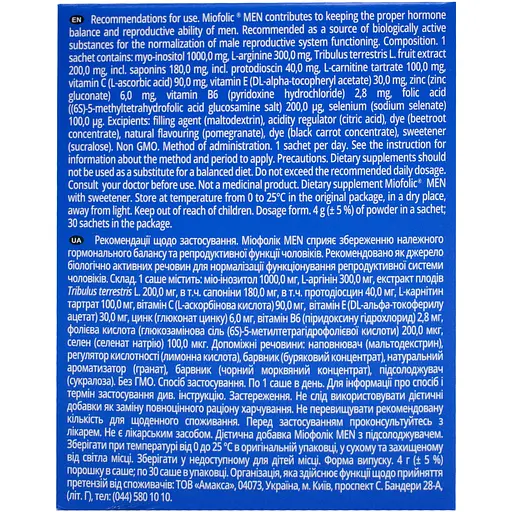 EN Recommendations for use. Miofolic® MEN contributes to keeping the proper hormone
balance and reproductive ability of men. Recommended as a source of biologically active
substances for the normalization of male reproductive system functioning. Composition. 1
sachet contains: myo-inositol 1000,0 mg, L-arginine 300,0 mg, Tribulus terrestris L. fruit extract
200,0 mg, incl. saponins 180,0 mg, incl. protodioscin 40,0 mg, L-carnitine tartrate 100,0 mg,
vitamin C (L-ascorbic acid) 90,0 mg, vitamin E (DL-alpha-tocopheryl acetate) 30,0 mg, zinc (zinc
gluconate) 6,0 mg, vitamin B6 (pyridoxine hydrochloride) 2,8 mg, folic acid
((6S)-5-methyltetrahydrofolic acid glucosamine salt) 200,0 µg, selenium (sodium selenate)
100,0 µg. Excipients: filling agent (maltodextrin), acidity regulator (citric acid), dye (beetroot
concentrate), natural flavouring (pomegranate), dye (black carrot concentrate), sweetener
(sucralose). Non GMO. Method of administration. 1 sachet per day. See the instruction for
information about the method and period to apply. Precautions. Dietary supplements should
not be used as a substitute for a balanced diet. Do not exceed the recommended daily dosage.
Consult your doctor before use. Not a medicinal product. Dietary supplement Miofolic® MEN
with sweetener. Store at temperature from 0 to 25°C in the original package, in a dry place,
away from light. Keep out of reach of children. Dosage form. 4 g (± 5 %) of powder in a sachet;
30 sachets in the package.
UA Рекомендації щодо застосування. Міофолік MEN сприяє збереженню належного
гормонального балансу та репродуктивної функції чоловіків. Рекомендовано як джерело
біологічно активних речовин для нормалізації функціонування репродуктивної системи
чоловіків. Склад. 1 саше містить: міо-інозитол 1000,0 мг, L-аргінін 300,0 мг, екстракт плодів
Tribulus terrestris L. 200,0 мг, в т.ч. сапоніни 180,0 мг, в т.ч. протодіосцин 40,0 мг, L-карнітин
тартрат 100,0 мг, вітамін С (L-аскорбінова кислота) 90,0 мг, вітамін Е (DL-альфа-токоферилу
ацетат) 30,0 мг, цинк (глюконат цинку) 6,0 мг, вітамін В6 (піридоксину гідрохлорид) 2,8 мг,
фолієва кислота (глюкозамінова сіль (6S)-5-метилтетрагідрофолієвої кислоти) 200,0 мкг,
селен (селенат натрію) 100,0 мкг. Допоміжні речовини: наповнювач (мальтодекстрин),
регулятор кислотності (лимонна кислота), барвник (буряковий концентрат), натуральний
ароматизатор (гранат), барвник (чорний морквяний концентрат), підсолоджувач
(сукралоза). Без ГМО. Спосіб застосування. По 1 саше в день. Для інформації про спосіб і
термін застосування див. інструкцію. Застереження. Не слід використовувати дієтичні
добавки як заміну повноцінного раціону харчування. Не перевищувати рекомендовану
кількість для щоденного споживання. Перед застосуванням проконсультуйтесь з
лікарем. Не є лікарським засобом. Дієтична добавка Міофолік MEN з підсолоджувачем.
Зберігати при температурі від 0 до 25 °C в оригінальній упаковці, у сухому та захищеному
від світла місці. Зберігати у недоступному для дітей місці. Форма випуску. 4 г (± 5 %)
порошку в саше; по 30 саше в упаковці. Організація, яка здійснює функції щодо прийняття
претензій від споживачів: ТОВ «Амакса», 04073, Україна, м. Київ, проспект С. Бандери 28-А,
(літ. Г), тел: (044) 580 10 10.